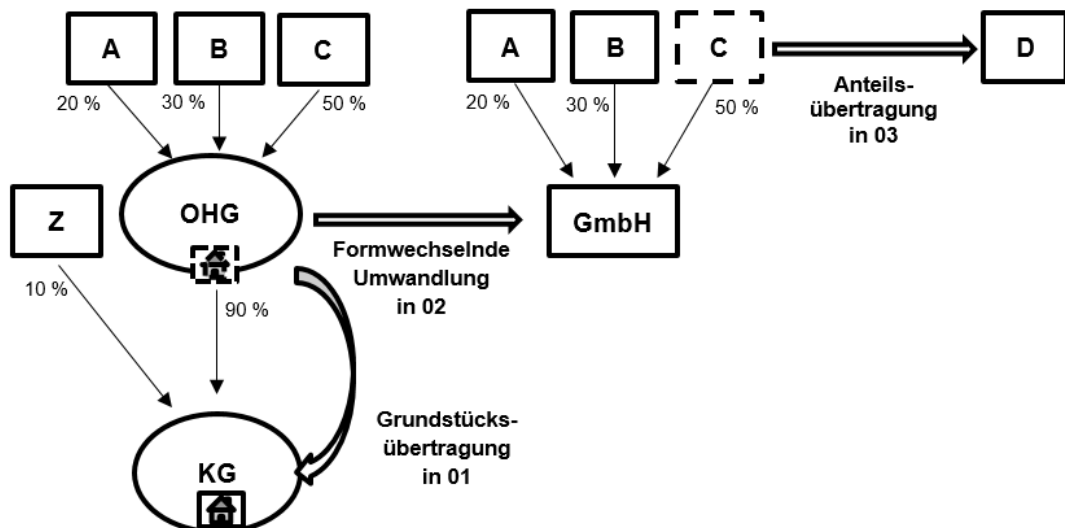 A
B
C
A
B
C
D
20 %
30 %
50 %
20 %
30 %
50 %
Anteils-
übertragung
in 03
Z
OHG
GmbH
Formwechselnde
Umwandlung
in 02
10 %
90 %
Grundstücks-
übertragung
in 01
KG